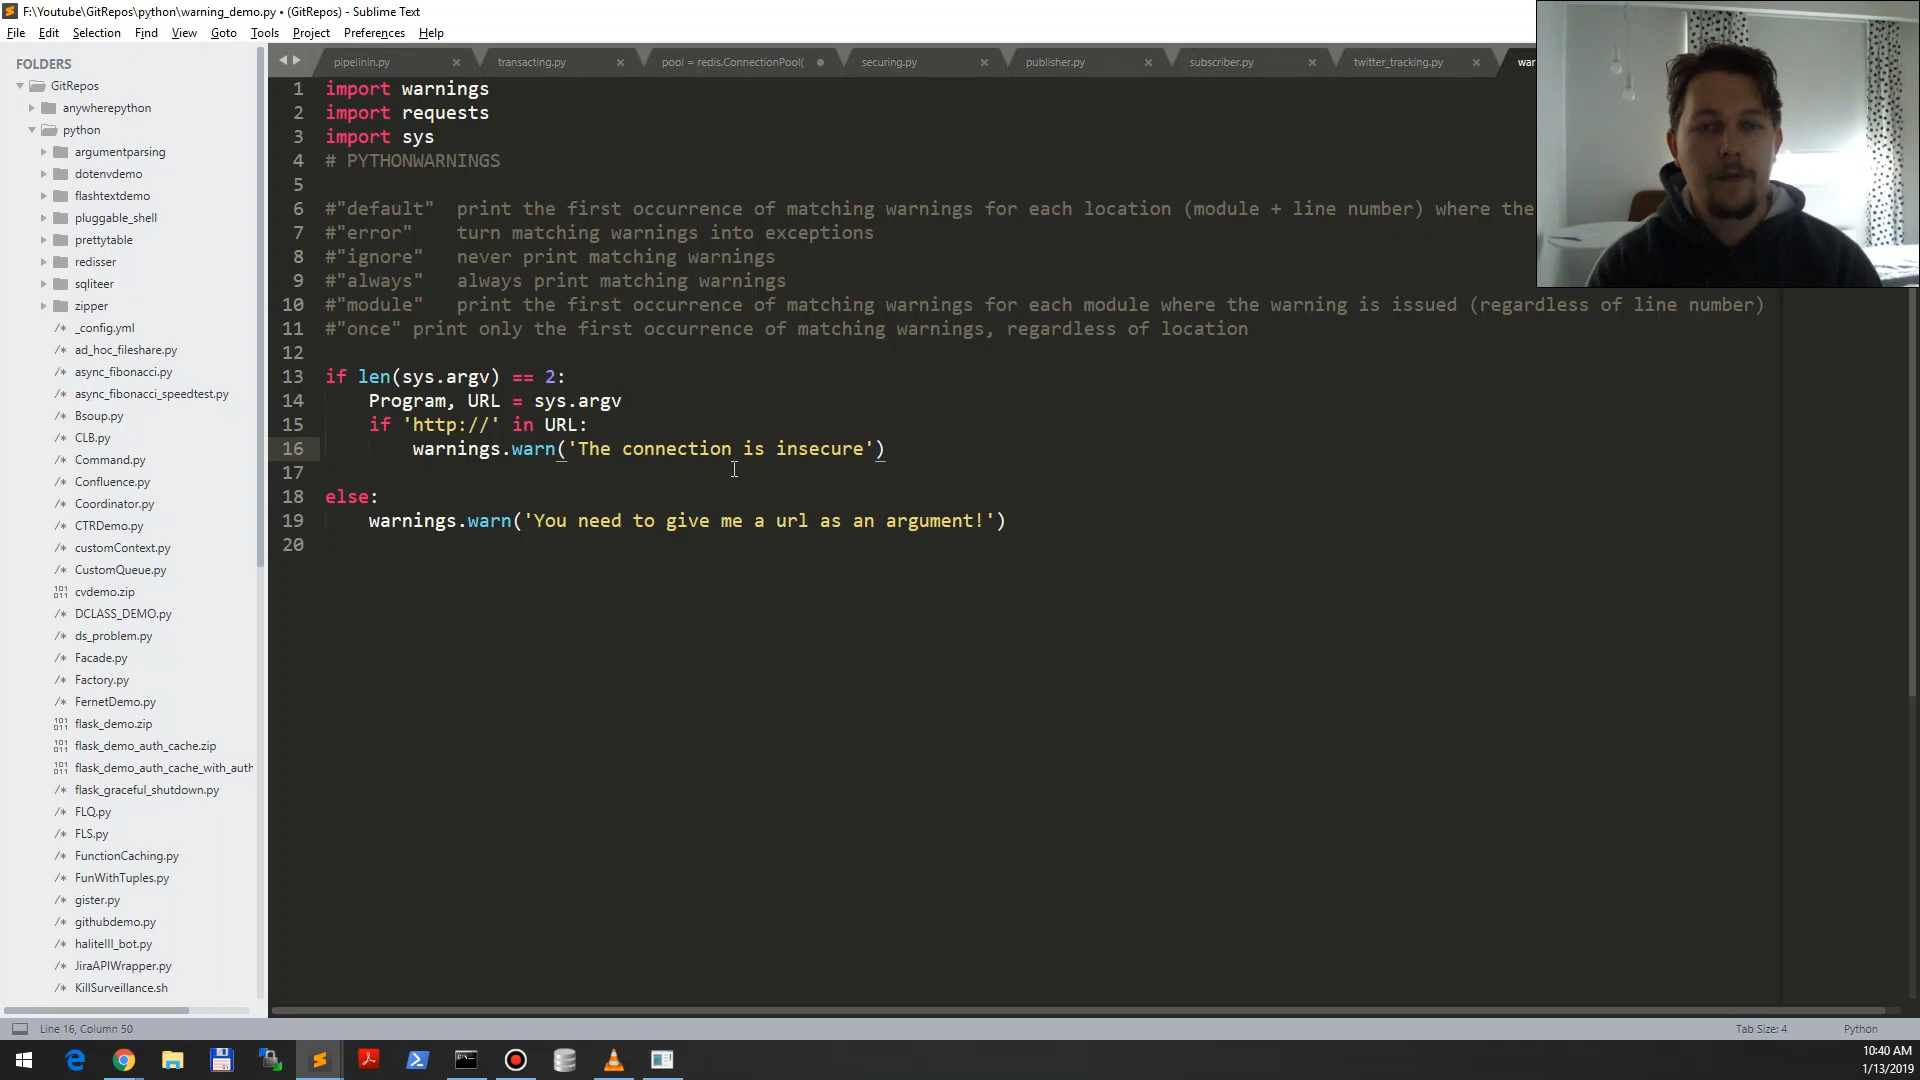 F:\Youtube\GitRepos\python\warning_demo.py • (GitRepos) - Sublime Text
File Edit Selection Find View Goto Tools Project Preferences Help
FOLDERS
GitRepos
anywherepython
python
argumentparsing
dotenvdemo
flashtextdemo
pluggable_shell
prettytable
redisser
sqliteer
zipper
_config.yml
ad_hoc_fileshare.py
async_fibonacci.py
async_fibonacci_speedtest.py
Bsoup.py
CLB.py
Command.py
Confluence.py
Coordinator.py
CTRDemo.py
customContext.py
CustomQueue.py
cvdemo.zip
DCLASS_DEMO.py
ds_problem.py
Facade.py
Factory.py
FernetDemo.py
flask_demo.zip
flask_demo_auth_cache.zip
flask_demo_auth_cache_with_auth
flask_graceful_shutdown.py
FLQ.py
FLS.py
FunctionCaching.py
FunWithTuples.py
gister.py
githubdemo.py
haliteIII_bot.py
JiraAPIWrapper.py
KillSurveillance.sh
pipelinin.py transacting.py pool = redis.ConnectionPool( securing.py publisher.py subscriber.py twitter_tracking.py war
1 import warnings
2 import requests
3 import sys
4 # PYTHONWARNINGS
5
6 #"default" print the first occurrence of matching warnings for each location (module + line number) where the
7 #"error" turn matching warnings into exceptions
8 #"ignore" never print matching warnings
9 #"always" always print matching warnings
10 #"module" print the first occurrence of matching warnings for each module where the warning is issued (regardless of line number)
11 #"once" print only the first occurrence of matching warnings, regardless of location
12
13 if len(sys.argv) == 2:
14 Program, URL = sys.argv
15 if 'http://' in URL:
16 warnings.warn('The connection is insecure')
17
18 else:
19 warnings.warn('You need to give me a url as an argument!')
20
Line 16, Column 50 Tab Size: 4 Python
10:40 AM
1/13/2019